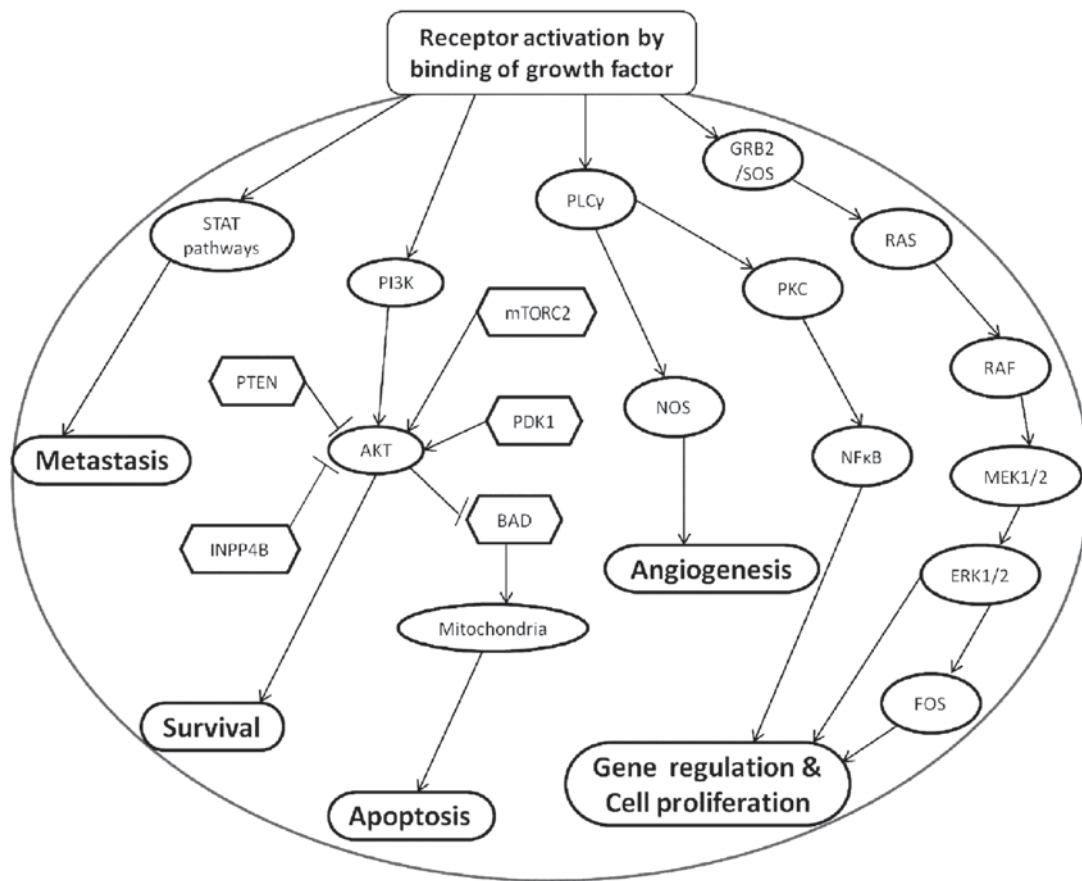 Receptor activation by
binding of growth factor
GRB2
/SOS
STAT
pathways
PLCγ
RAS
PI3K
PKC
mTORC2
RAF
PTEN
NOS
PDK1
AKT
Metastasis
NFκB
MEK1/2
BAD
INPP4B
Angiogenesis
ERK1/2
Mitochondria
FOS
Survival
Gene regulation &
Cell proliferation
Apoptosis